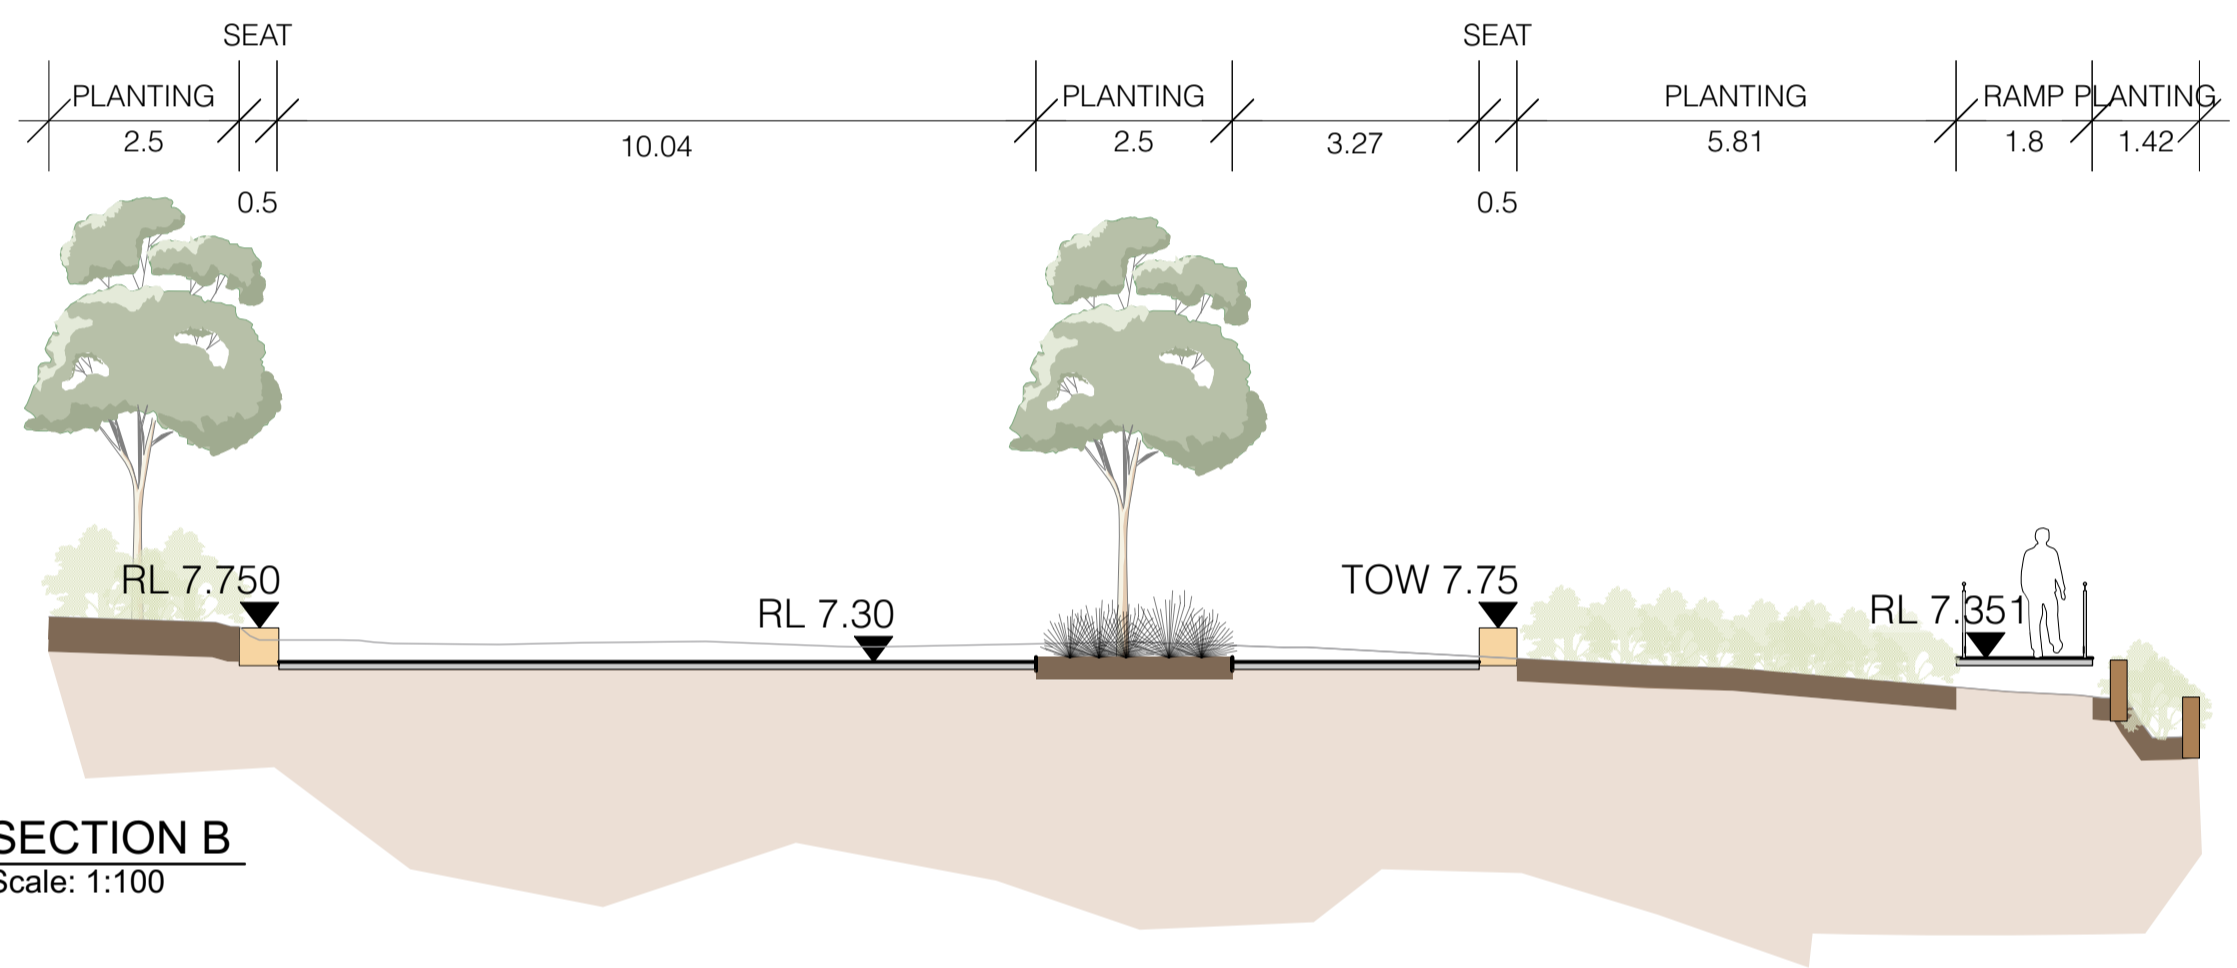 SEAT SEAT
PLANTING PLANTING PLANTING RAMP PLANTING
2.5 10.04 2.5 3.27 5.81 1.8 1.42
0.5 0.5
RL 7.750 RL 7.30 TOW 7.75 RL 7.351
SECTION B
Scale: 1:100